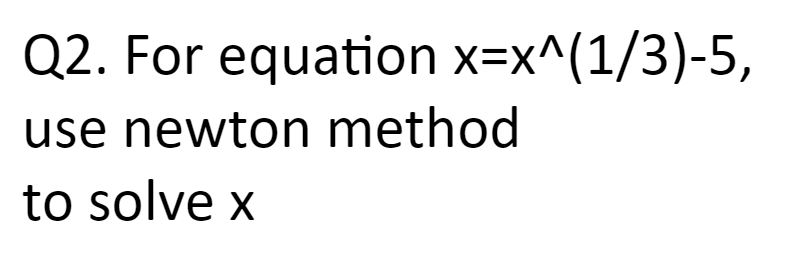 Q2. For equation x=x^(1/3)-5,
use newton method
to solve x